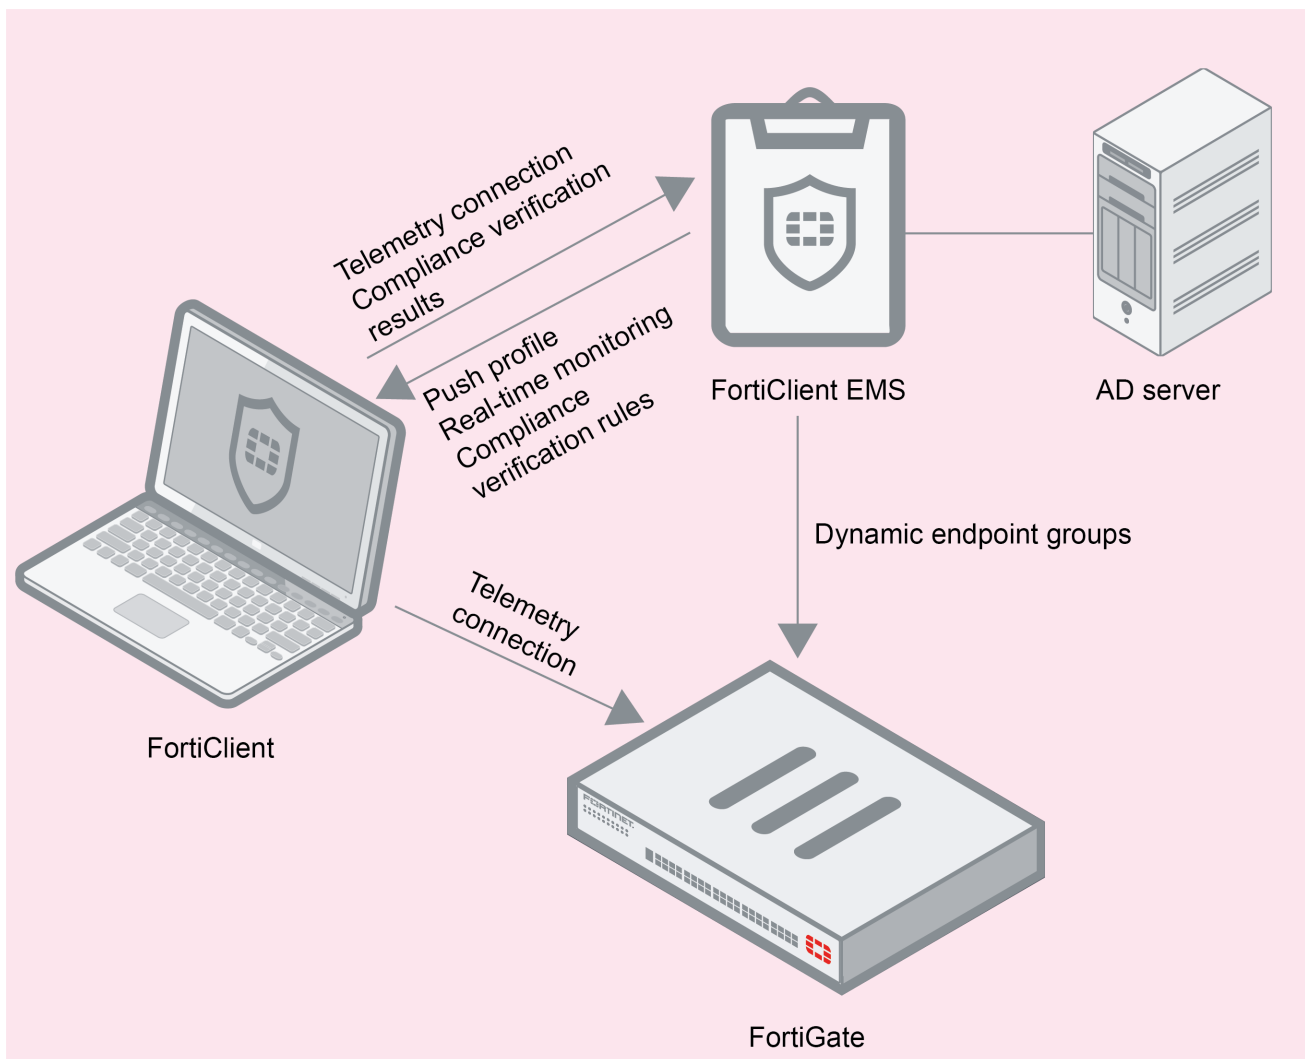 Telemetry connection
Compliance verification
results
Push profile
Real-time monitoring
Compliance
verification rules
FortiClient EMS
AD server
Dynamic endpoint groups
Telemetry
connection
FortiClient
FORTINET
FortiGate